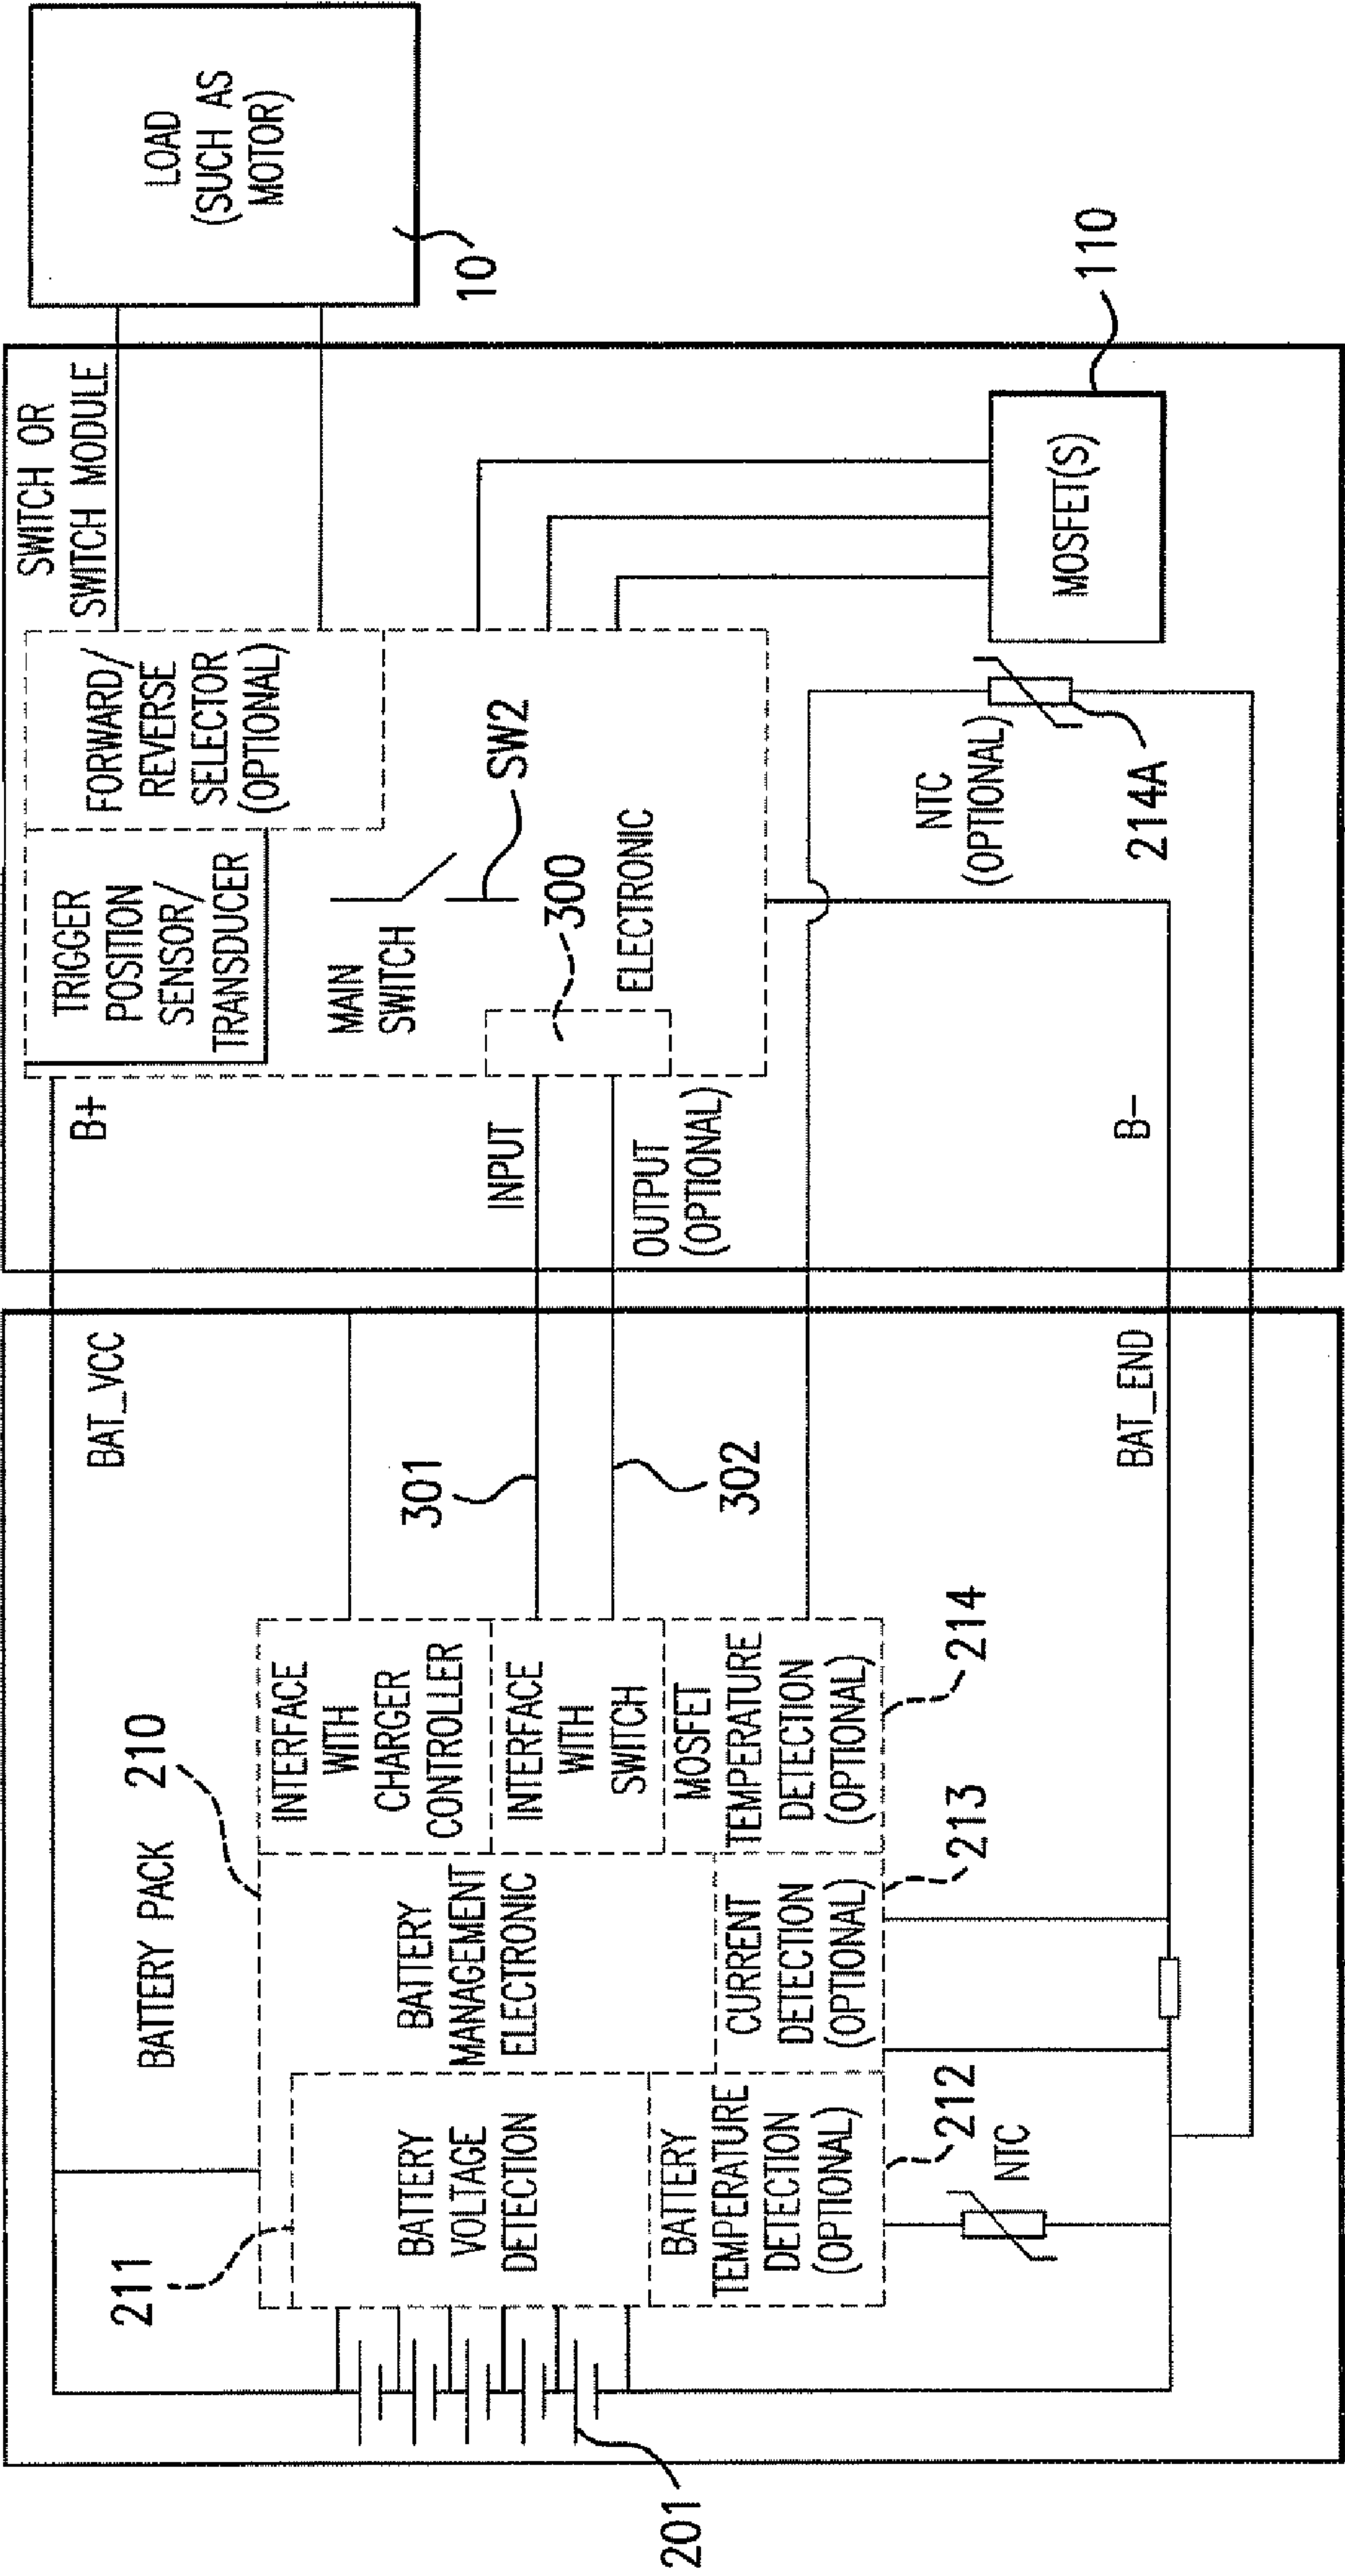 BATTERY PACK
210
211
201
BATTERY
VOLTAGE
DETECTION
BATTERY
TEMPERATURE
DETECTION
(OPTIONAL)
212
NTC
BATTERY
MANAGEMENT
ELECTRONIC
CURRENT
DETECTION
(OPTIONAL)
213
INTERFACE
WITH
CHARGER
CONTROLLER
INTERFACE
WITH
SWITCH
MOSFET
TEMPERATURE
DETECTION
(OPTIONAL)
214
BAT_VCC
301
302
BAT_END
SWITCH OR
SWITCH MODULE
B+
INPUT
OUTPUT
(OPTIONAL)
B-
TRIGGER
POSITION
SENSOR/
TRANSDUCER
FORWARD/
REVERSE
SELECTOR
(OPTIONAL)
MAIN
SWITCH
SW2
300
ELECTRONIC
NTC
(OPTIONAL)
214A
MOSFET(S)
110
LOAD
(SUCH AS
MOTOR)
10